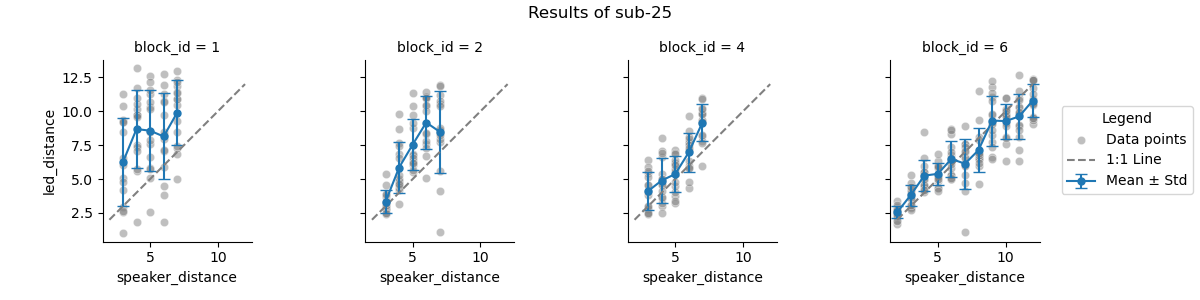 Results of sub-25
block_id = 1
block_id = 2
block_id = 4
block_id = 6
led_distance
12.5
10.0
7.5
5.0
2.5
5 10
5 10
5 10
5 10
speaker_distance
speaker_distance
speaker_distance
speaker_distance
Legend
Data points
1:1 Line
Mean ± Std